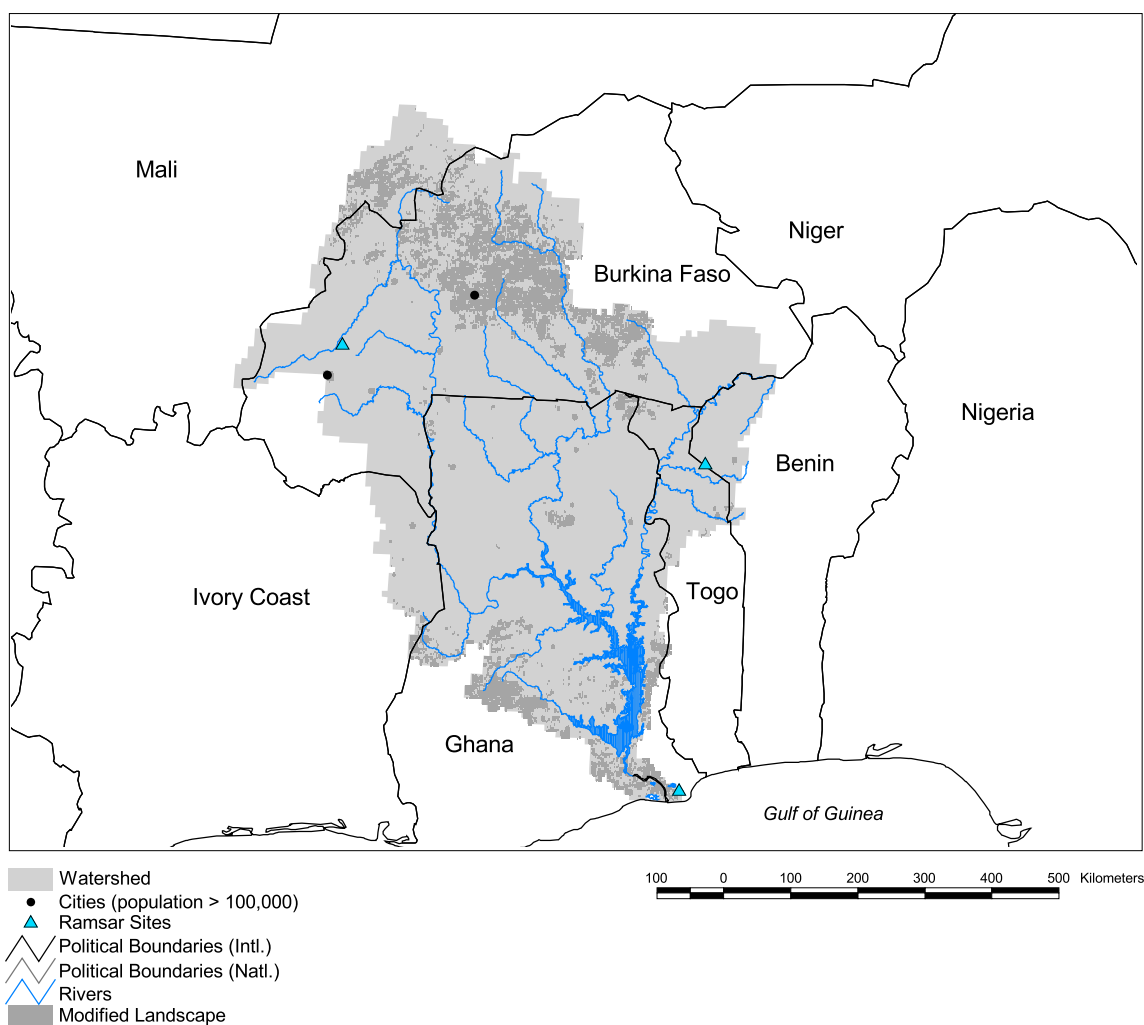 Mali
Niger
Burkina Faso
Nigeria
Benin
Ivory Coast
Togo
Ghana
Gulf of Guinea
Watershed
Cities (population > 100,000)
Ramsar Sites
Political Boundaries (Intl.)
Political Boundaries (Natl.)
Rivers
Modified Landscape
100 0 100 200 300 400 500 Kilometers